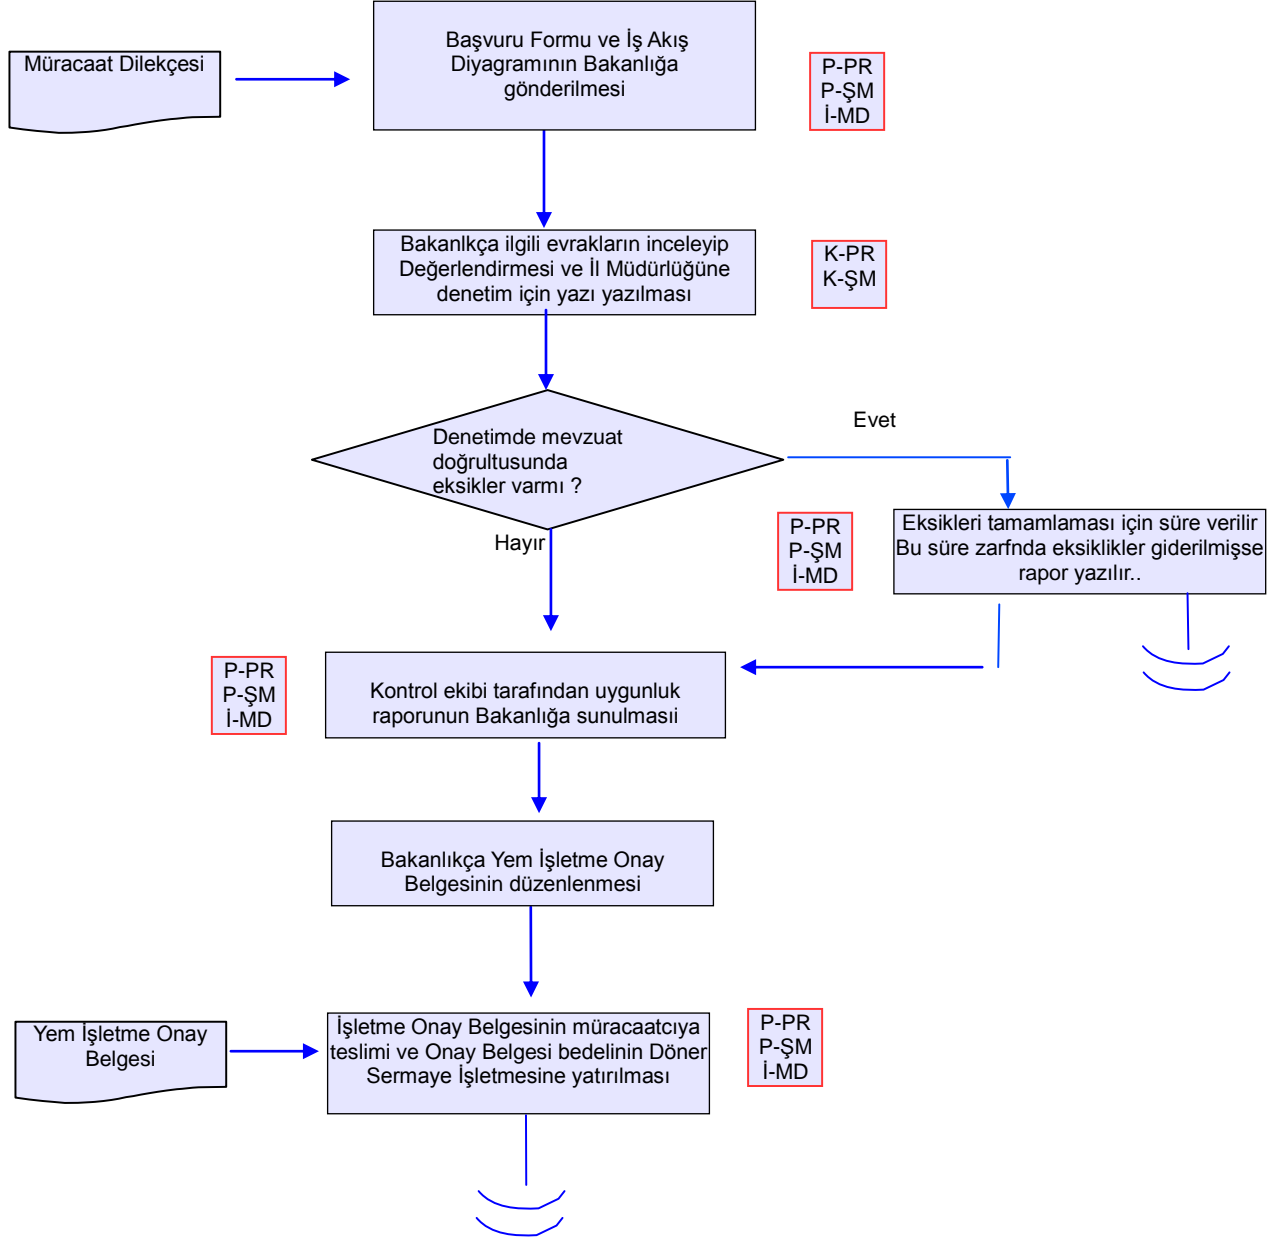 Müracaat Dilekçesi
Başvuru Formu ve İş Akış
Diyagramının Bakanlığa
gönderilmesi
P-PR
P-ŞM
İ-MD
Bakanlkça ilgili evrakların inceleyip
Değerlendirmesi ve İl Müdürlüğüne
denetim için yazı yazılması
K-PR
K-ŞM
Denetimde mevzuat
doğrultusunda
eksikler varmı ?
Evet
Hayır
P-PR
P-ŞM
İ-MD
Eksikleri tamamlaması için süre verilir
Bu süre zarfnda eksiklikler giderilmişse
rapor yazılır..
P-PR
P-ŞM
İ-MD
Kontrol ekibi tarafından uygunluk
raporunun Bakanlığa sunulmasıi
Bakanlıkça Yem İşletme Onay
Belgesinin düzenlenmesi
Yem İşletme Onay
Belgesi
İşletme Onay Belgesinin müracaatcıya
teslimi ve Onay Belgesi bedelinin Döner
Sermaye İşletmesine yatırılması
P-PR
P-ŞM
İ-MD